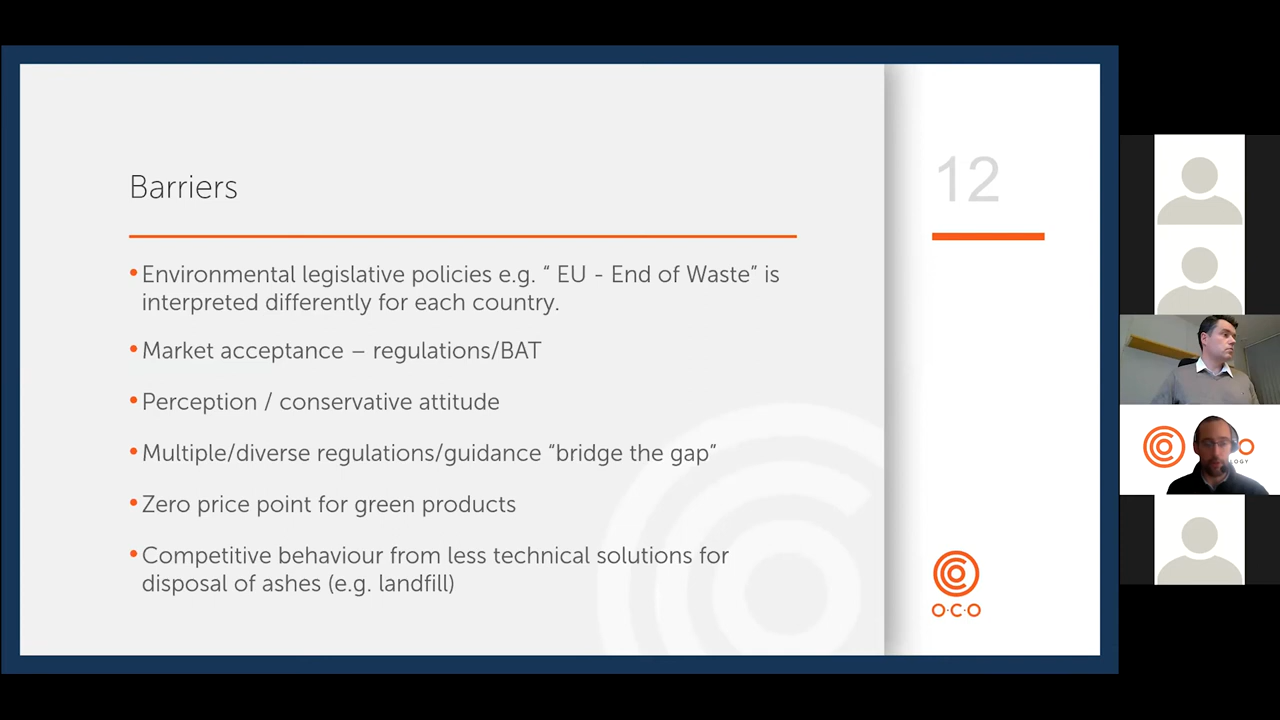 Barriers
12
•Environmental legislative policies e.g. “ EU - End of Waste” is
interpreted differently for each country.
•Market acceptance – regulations/BAT
•Perception / conservative attitude
•Multiple/diverse regulations/guidance “bridge the gap”
•Zero price point for green products
•Competitive behaviour from less technical solutions for
disposal of ashes (e.g. landfill)
O·C·O